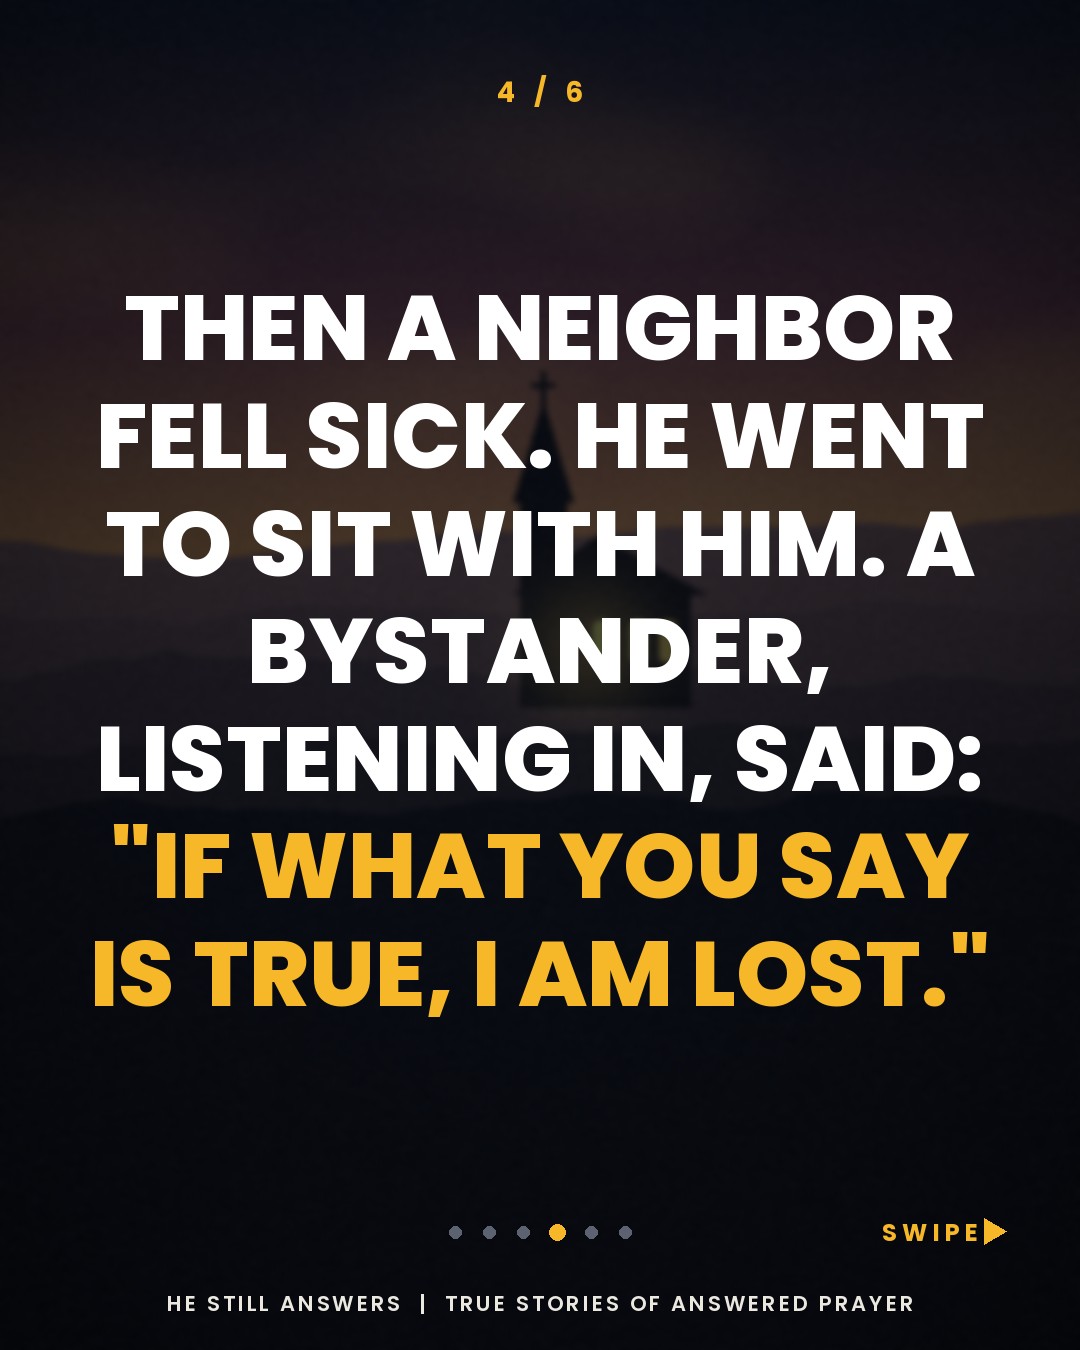 4 / 6
THEN A NEIGHBOR
FELL SICK. HE WENT
TO SIT WITH HIM. A
BYSTANDER,
LISTENING IN, SAID:
"IF WHAT YOU SAY
IS TRUE, I AM LOST."
SWIPE
HE STILL ANSWERS | TRUE STORIES OF ANSWERED PRAYER